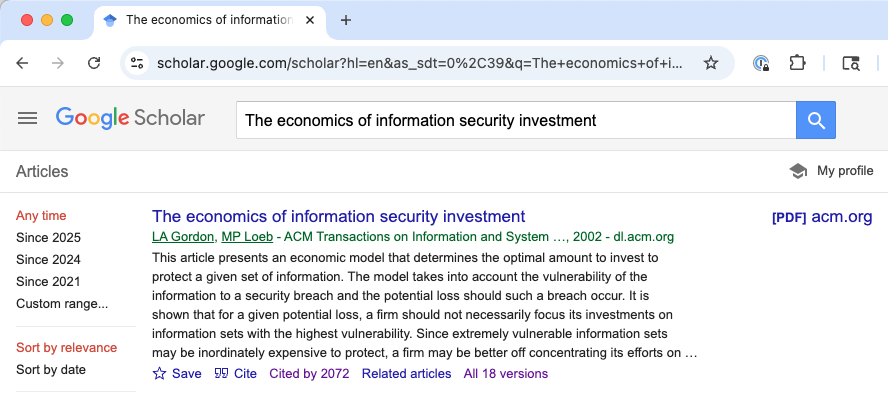 The economics of information
scholar.google.com/scholar?hl=en&as_sdt=0%2C39&q=The+economics+of+i...
Google Scholar
The economics of information security investment
Articles
My profile
Any time
Since 2025
Since 2024
Since 2021
Custom range...
Sort by relevance
Sort by date
The economics of information security investment
[PDF] acm.org
LA Gordon, MP Loeb - ACM Transactions on Information and System …, 2002 - dl.acm.org
This article presents an economic model that determines the optimal amount to invest to
protect a given set of information. The model takes into account the vulnerability of the
information to a security breach and the potential loss should such a breach occur. It is
shown that for a given potential loss, a firm should not necessarily focus its investments on
information sets with the highest vulnerability. Since extremely vulnerable information sets
may be inordinately expensive to protect, a firm may be better off concentrating its efforts on …
Save Cite Cited by 2072 Related articles All 18 versions